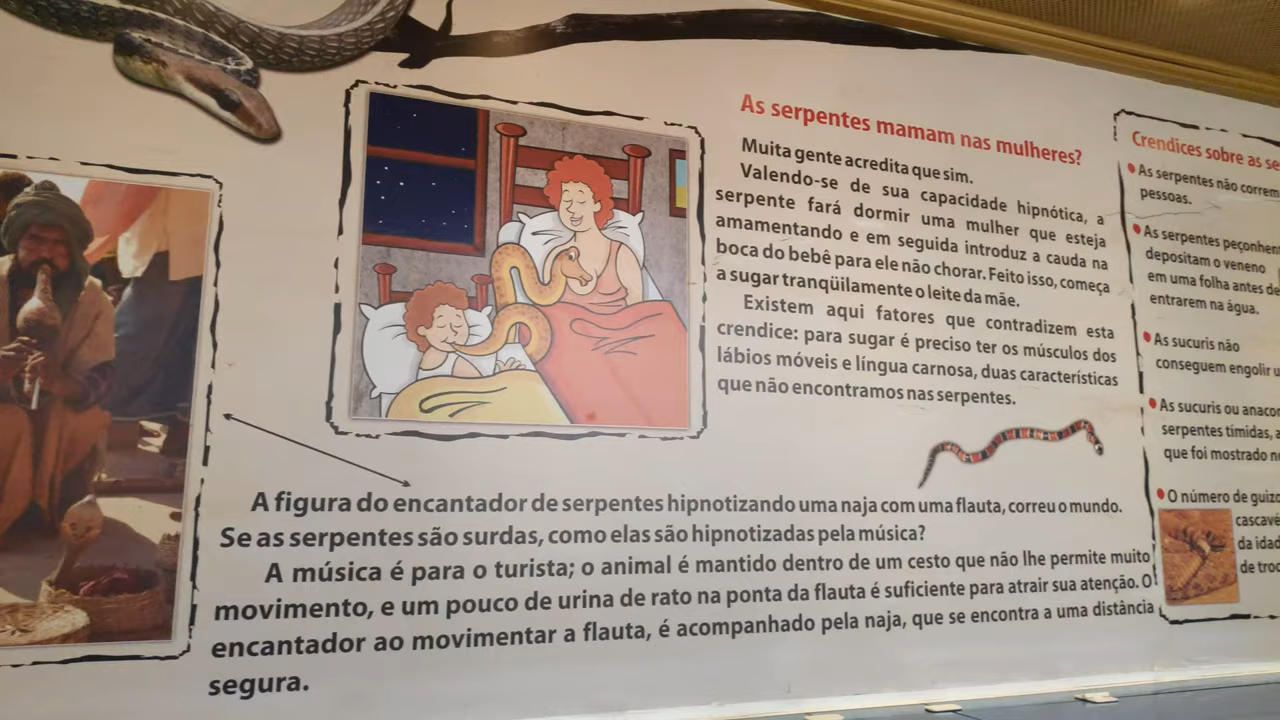 As serpentes mamam nas mulheres?
Muita gente acredita que sim.
Valendo-se de sua capacidade hipnótica, a
serpente fará dormir uma mulher que esteja
amamentando e em seguida introduz a cauda na
boca do bebê para ele não chorar. Feito isso, começa
a sugar tranqüilamente o leite da mãe.
Existem aqui fatores que contradizem esta
crendice: para sugar é preciso ter os músculos dos
lábios móveis e língua carnosa, duas características
que não encontramos nas serpentes.
A figura do encantador de serpentes hipnotizando uma naja com uma flauta, correu o mundo.
Se as serpentes são surdas, como elas são hipnotizadas pela música?
A música é para o turista; o animal é mantido dentro de um cesto que não lhe permite muito
movimento, e um pouco de urina de rato na ponta da flauta é suficiente para atrair sua atenção. O
encantador ao movimentar a flauta, é acompanhado pela naja, que se encontra a uma distância
segura.
Crendices sobre as
As serpentes não correm
pessoas.
As serpentes
depositam o veneno
em uma folha antes de
entrarem na água.
As sucuris não
conseguem engolir
As sucuris ou
serpentes tímidas,
que foi mostrado
O número de
da
de